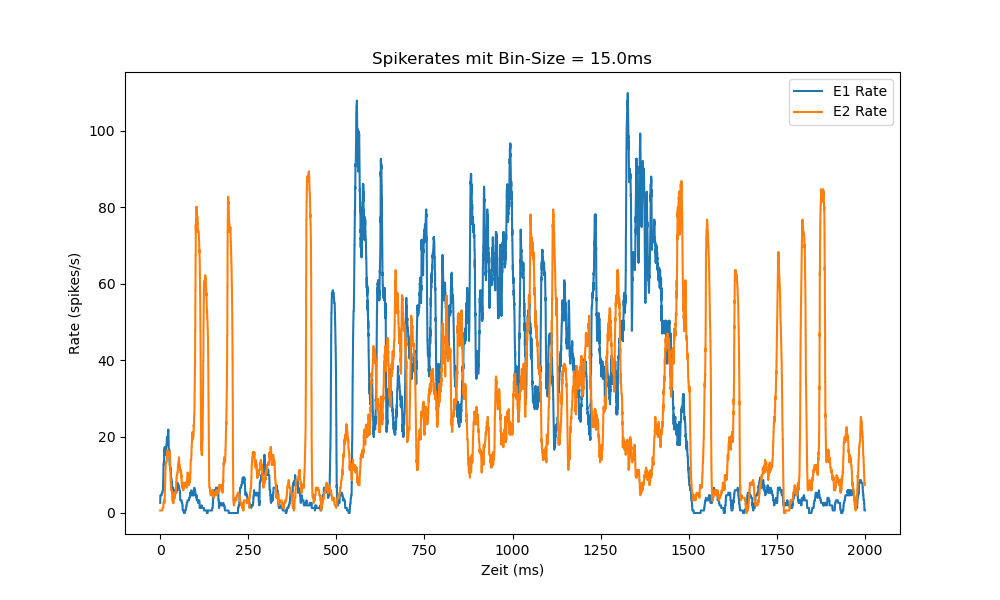 Spikerates mit Bin-Size = 15.0ms
E1 Rate
E2 Rate
Rate (spikes/s)
100
80
60
40
20
0
0 250 500 750 1000 1250 1500 1750 2000
Zeit (ms)